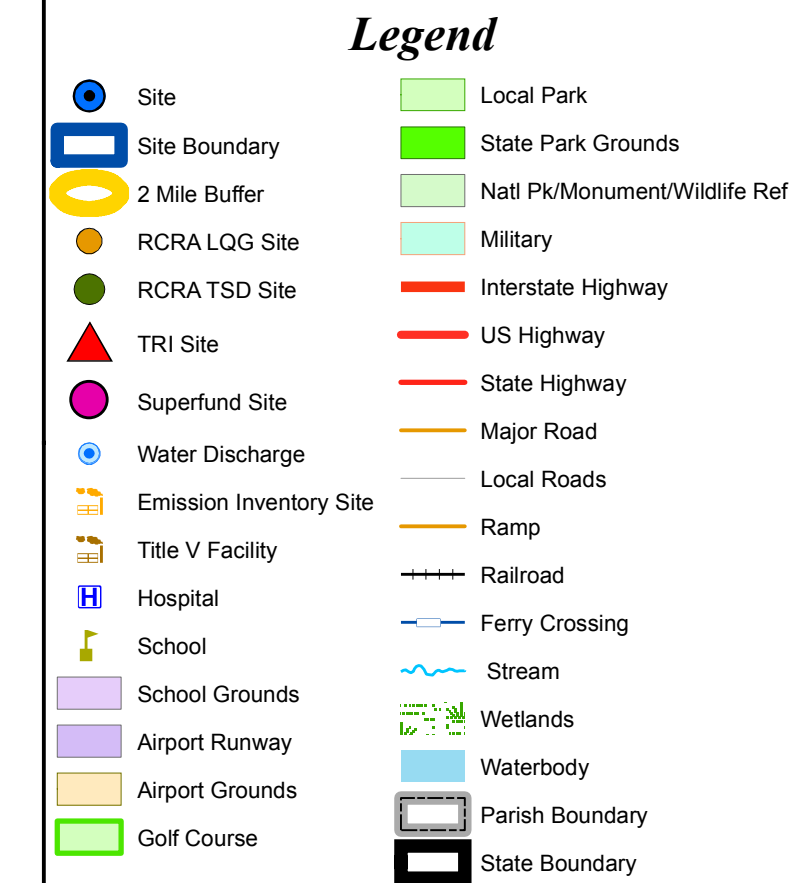 Legend
Site
Site Boundary
2 Mile Buffer
RCRA LQG Site
RCRA TSD Site
TRI Site
Superfund Site
Water Discharge
Emission Inventory Site
Title V Facility
H
Hospital
School
School Grounds
Airport Runway
Airport Grounds
Golf Course
Local Park
State Park Grounds
Natl Pk/Monument/Wildlife Ref
Military
Interstate Highway
US Highway
State Highway
Major Road
Local Roads
Ramp
Railroad
Ferry Crossing
Stream
Wetlands
Waterbody
Parish Boundary
State Boundary